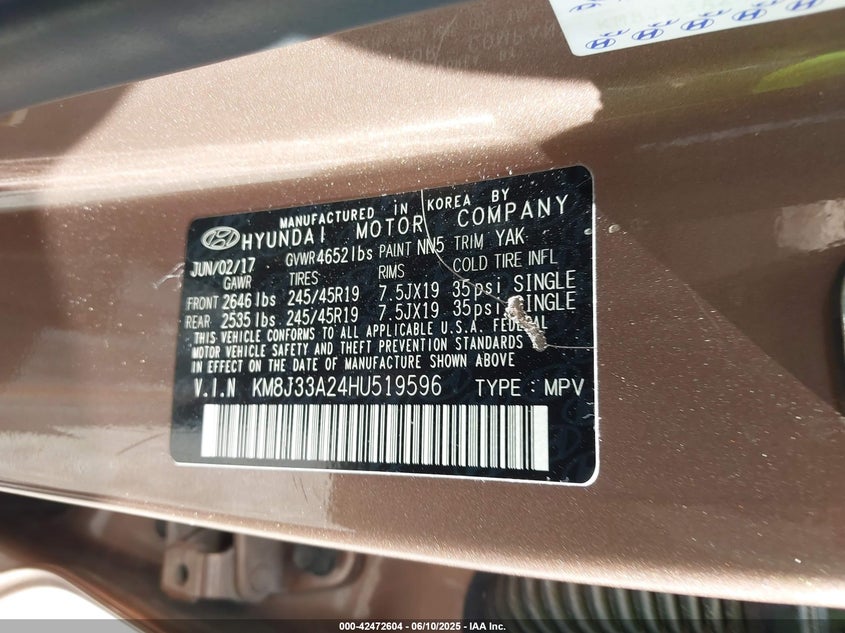 MANUFACTURED IN KOREA BY
HYUNDAI MOTOR COMPANY
JUN/02/17 GVWR 4652lbs PAINT NN5 TRIM YAK
GAWR TIRES RIMS COLD TIRE INFL
FRONT 2646 lbs 245/45R19 7.5JX19 35psi SINGLE
REAR 2535 lbs 245/45R19 7.5JX19 35psi SINGLE
THIS VEHICLE CONFORMS TO ALL APPLICABLE U.S.A. FEDERAL
MOTOR VEHICLE SAFETY AND THEFT PREVENTION STANDARDS
IN EFFECT ON THE DATE OF MANUFACTURE SHOWN ABOVE
V.I.N KM8J33A24HU519596 TYPE : MPV
000-42472604 - 06/10/2025 - IAA Inc.